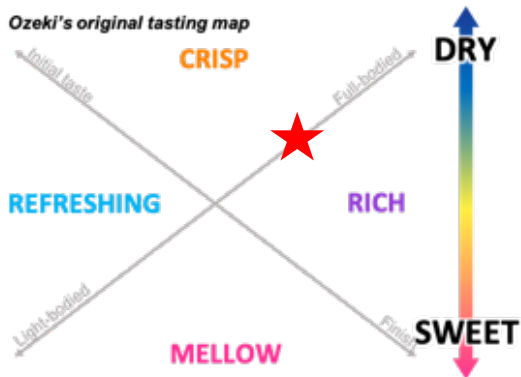 Ozeki's original tasting map
DRY
CRISP
Initial taste
Full-bodied
REFRESHING
RICH
Light-bodied
Finish
SWEET
MELLOW